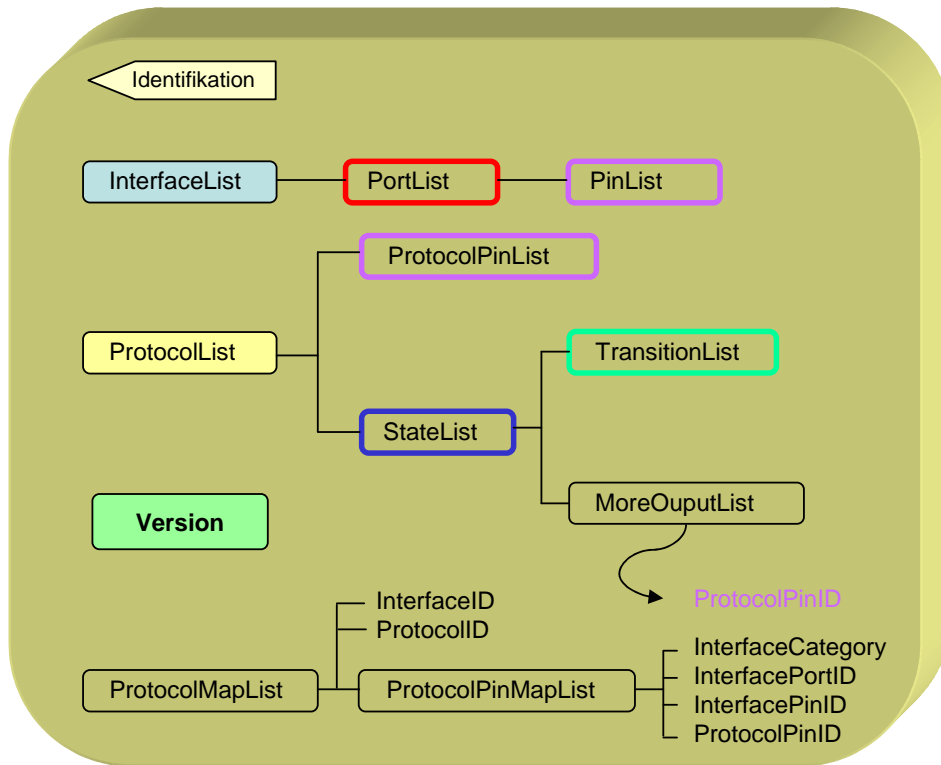 Identifikation
InterfaceList
PortList
PinList
ProtocolPinList
ProtocolList
TransitionList
StateList
MoreOuputList
Version
ProtocolPinID
InterfaceID
ProtocolID
ProtocolMapList
ProtocolPinMapList
InterfaceCategory
InterfacePortID
InterfacePinID
ProtocolPinID